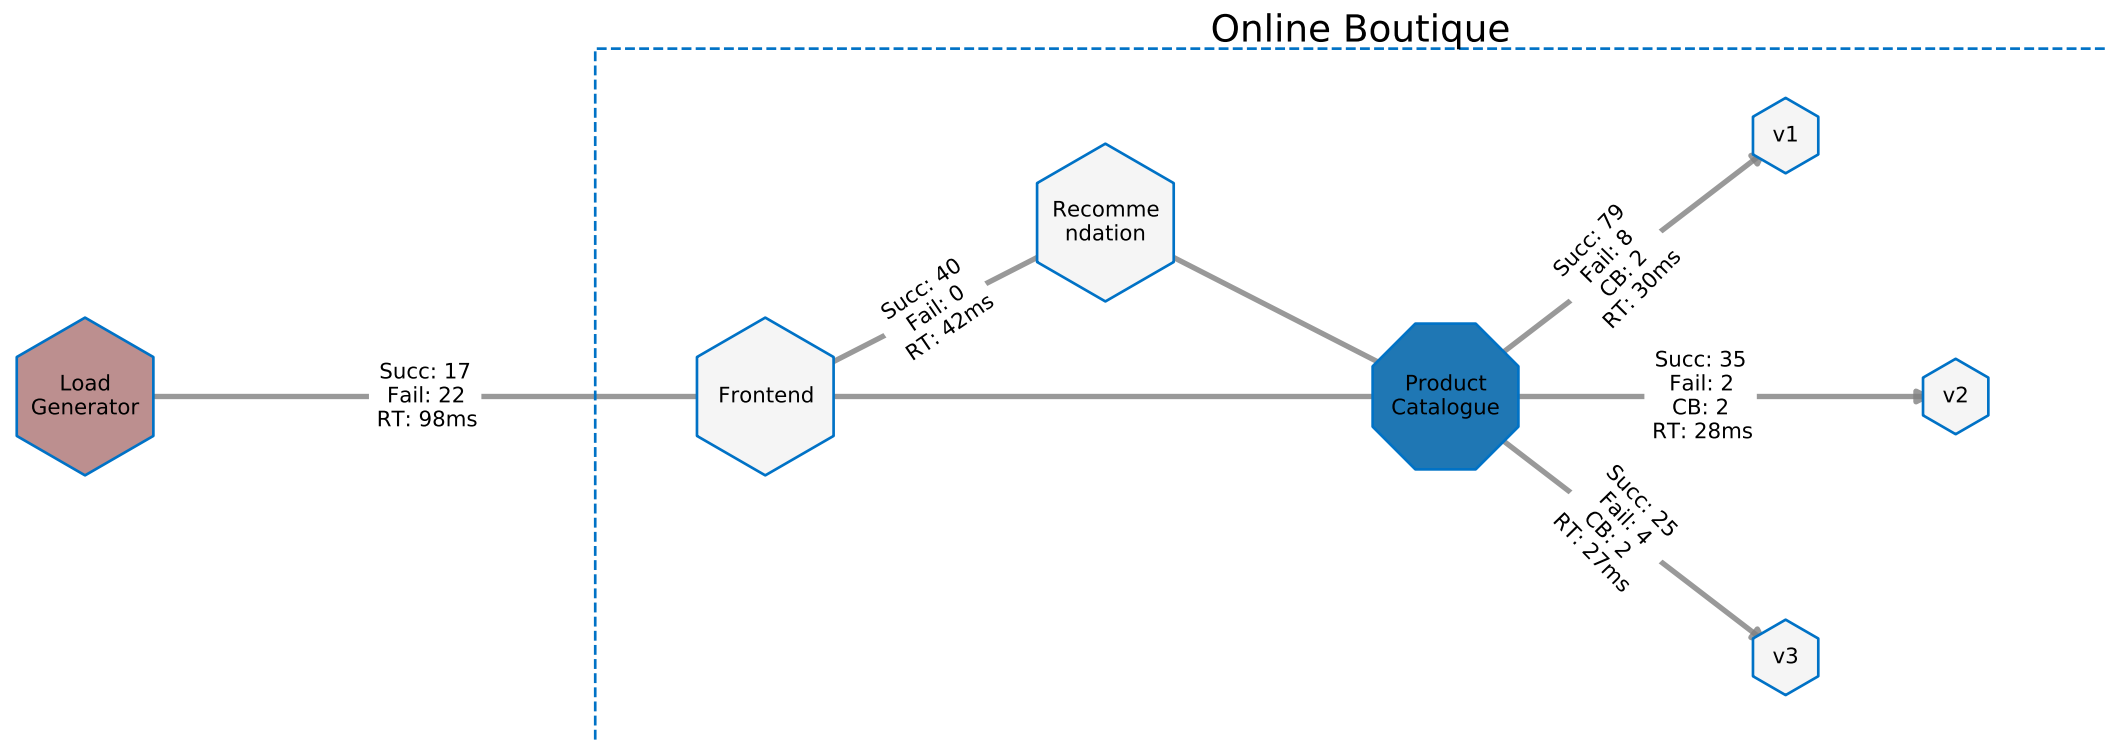 Online Boutique
Load
Generator
Succ: 17
Fail: 22
RT: 98ms
Frontend
Succ: 40
Fail: 0
RT: 42ms
Recomme
ndation
Product
Catalogue
Succ: 79
Fail: 8
CB: 2
RT: 30ms
v1
Succ: 35
Fail: 2
CB: 2
RT: 28ms
v2
Succ: 25
Fail: 4
CB: 2
RT: 27ms
v3